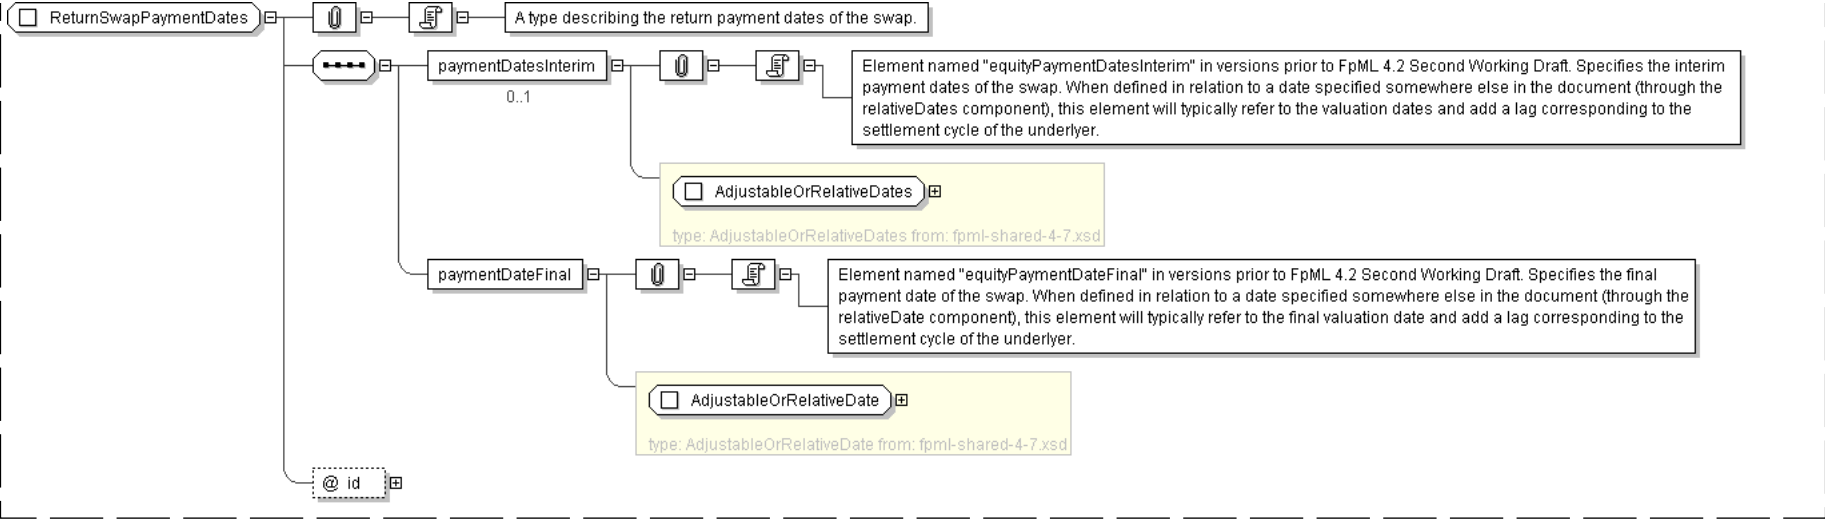 ReturnSwapPaymentDates
A type describing the return payment dates of the swap.
paymentDatesInterim
0..1
Element named "equityPaymentDatesInterim" in versions prior to FpML 4.2 Second Working Draft. Specifies the interim
payment dates of the swap. When defined in relation to a date specified somewhere else in the document (through the
relativeDates component), this element will typically refer to the valuation dates and add a lag corresponding to the
settlement cycle of the underlyer.
AdjustableOrRelativeDates
type: AdjustableOrRelativeDates from: fpml-shared-4-7.xsd
paymentDateFinal
Element named "equityPaymentDateFinal" in versions prior to FpML 4.2 Second Working Draft. Specifies the final
payment date of the swap. When defined in relation to a date specified somewhere else in the document (through the
relativeDate component), this element will typically refer to the final valuation date and add a lag corresponding to the
settlement cycle of the underlyer.
AdjustableOrRelativeDate
type: AdjustableOrRelativeDate from: fpml-shared-4-7.xsd
@ id